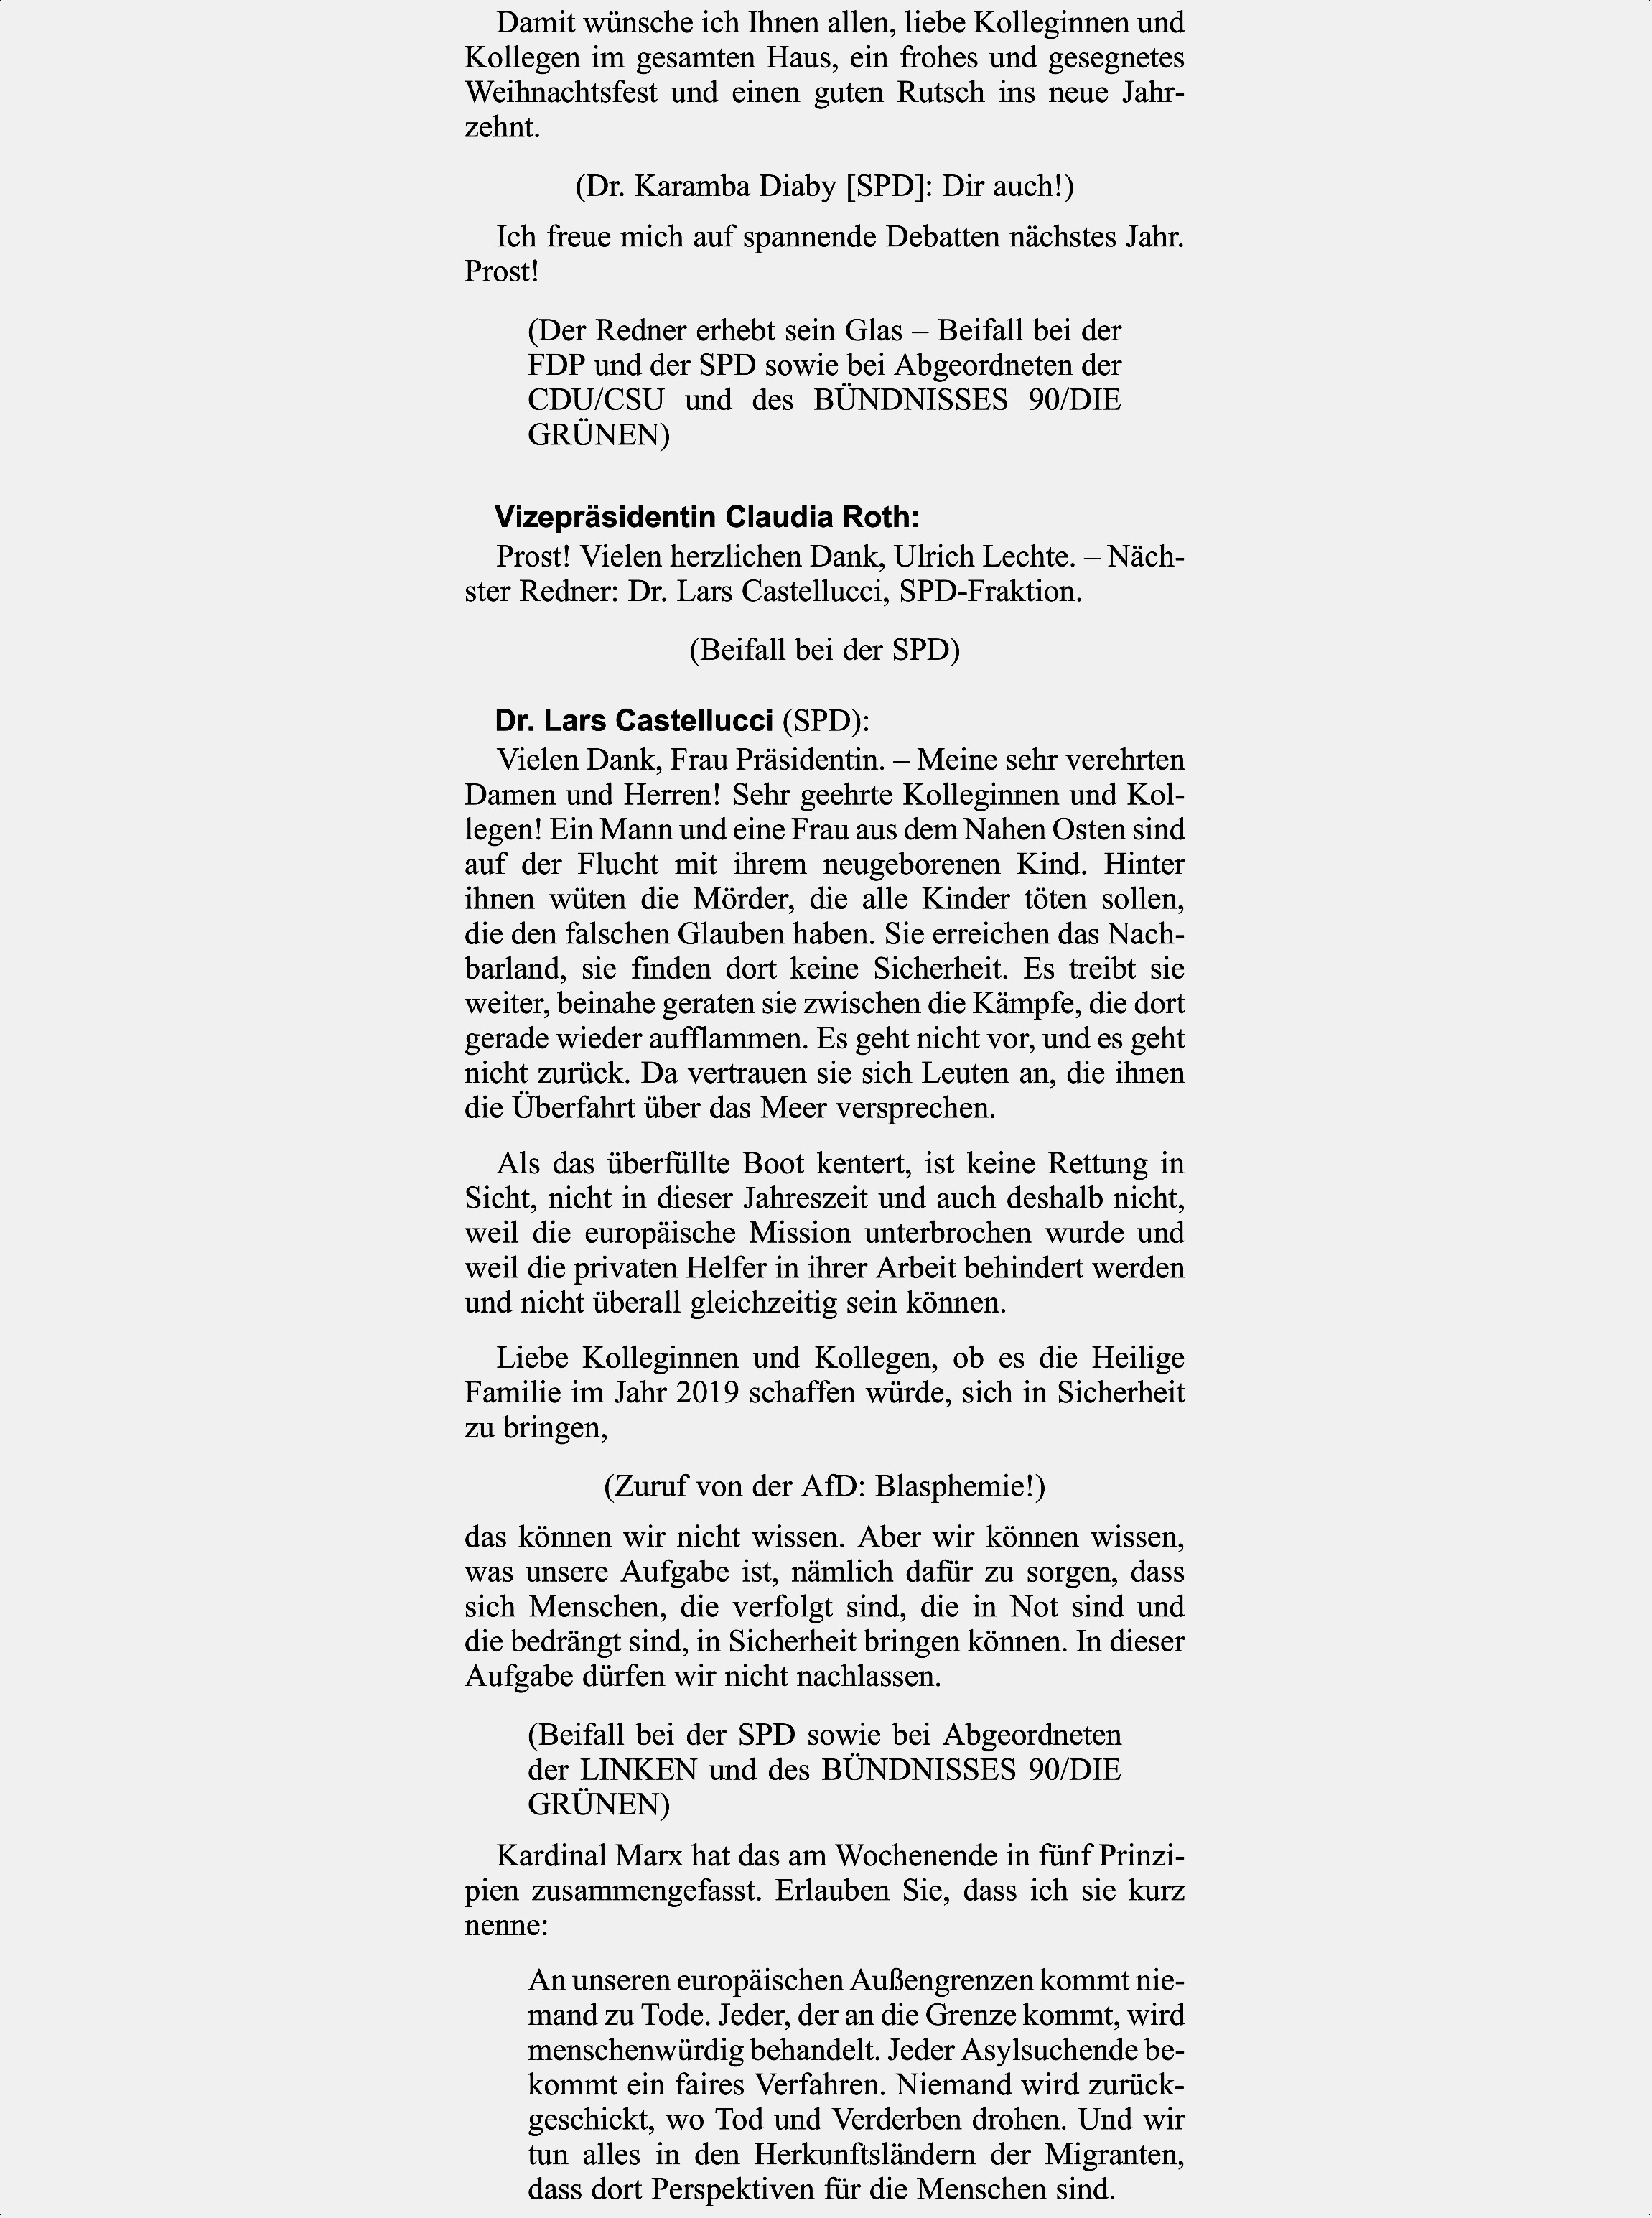 Damit wünsche ich Ihnen allen, liebe Kolleginnen und
Kollegen im gesamten Haus, ein frohes und gesegnetes
Weihnachtsfest und einen guten Rutsch ins neue Jahr-
zehnt.
(Dr. Karamba Diaby [SPD]: Dir auch!)
Ich freue mich auf spannende Debatten nächstes Jahr.
Prost!
(Der Redner erhebt sein Glas – Beifall bei der
FDP und der SPD sowie bei Abgeordneten der
CDU/CSU und des BÜNDNISSES 90/DIE
GRÜNEN)
Vizepräsidentin Claudia Roth:
Prost! Vielen herzlichen Dank, Ulrich Lechte. – Näch-
ster Redner: Dr. Lars Castellucci, SPD-Fraktion.
(Beifall bei der SPD)
Dr. Lars Castellucci (SPD):
Vielen Dank, Frau Präsidentin. – Meine sehr verehrten
Damen und Herren! Sehr geehrte Kolleginnen und Kol-
legen! Ein Mann und eine Frau aus dem Nahen Osten sind
auf der Flucht mit ihrem neugeborenen Kind. Hinter
ihnen wüten die Mörder, die alle Kinder töten sollen,
die den falschen Glauben haben. Sie erreichen das Nach-
barland, sie finden dort keine Sicherheit. Es treibt sie
weiter, beinahe geraten sie zwischen die Kämpfe, die dort
gerade wieder aufflammen. Es geht nicht vor, und es geht
nicht zurück. Da vertrauen sie sich Leuten an, die ihnen
die Überfahrt über das Meer versprechen.
Als das überfüllte Boot kentert, ist keine Rettung in
Sicht, nicht in dieser Jahreszeit und auch deshalb nicht,
weil die europäische Mission unterbrochen wurde und
weil die privaten Helfer in ihrer Arbeit behindert werden
und nicht überall gleichzeitig sein können.
Liebe Kolleginnen und Kollegen, ob es die Heilige
Familie im Jahr 2019 schaffen würde, sich in Sicherheit
zu bringen,
(Zuruf von der AfD: Blasphemie!)
das können wir nicht wissen. Aber wir können wissen,
was unsere Aufgabe ist, nämlich dafür zu sorgen, dass
sich Menschen, die verfolgt sind, die in Not sind und
die bedrängt sind, in Sicherheit bringen können. In dieser
Aufgabe dürfen wir nicht nachlassen.
(Beifall bei der SPD sowie bei Abgeordneten
der LINKEN und des BÜNDNISSES 90/DIE
GRÜNEN)
Kardinal Marx hat das am Wochenende in fünf Prinzi-
pien zusammengefasst. Erlauben Sie, dass ich sie kurz
nenne:
An unseren europäischen Außengrenzen kommt nie-
mand zu Tode. Jeder, der an die Grenze kommt, wird
menschenwürdig behandelt. Jeder Asylsuchende be-
kommt ein faires Verfahren. Niemand wird zurück-
geschickt, wo Tod und Verderben drohen. Und wir
tun alles in den Herkunftsländern der Migranten,
dass dort Perspektiven für die Menschen sind.